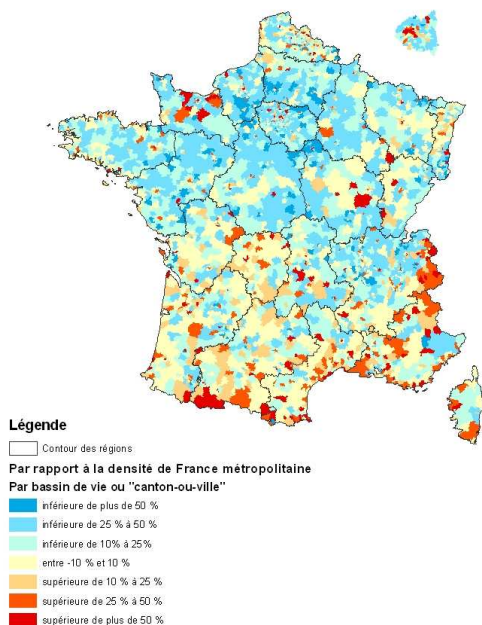 Légende
Contour des régions
Par rapport à la densité de France métropolitaine
Par bassin de vie ou "canton-ou-ville"
inférieure de plus de 50 %
inférieure de 25 % à 50 %
inférieure de 10% à 25%
entre -10 % et 10 %
supérieure de 10 % à 25 %
supérieure de 25 % à 50 %
supérieure de plus de 50 %